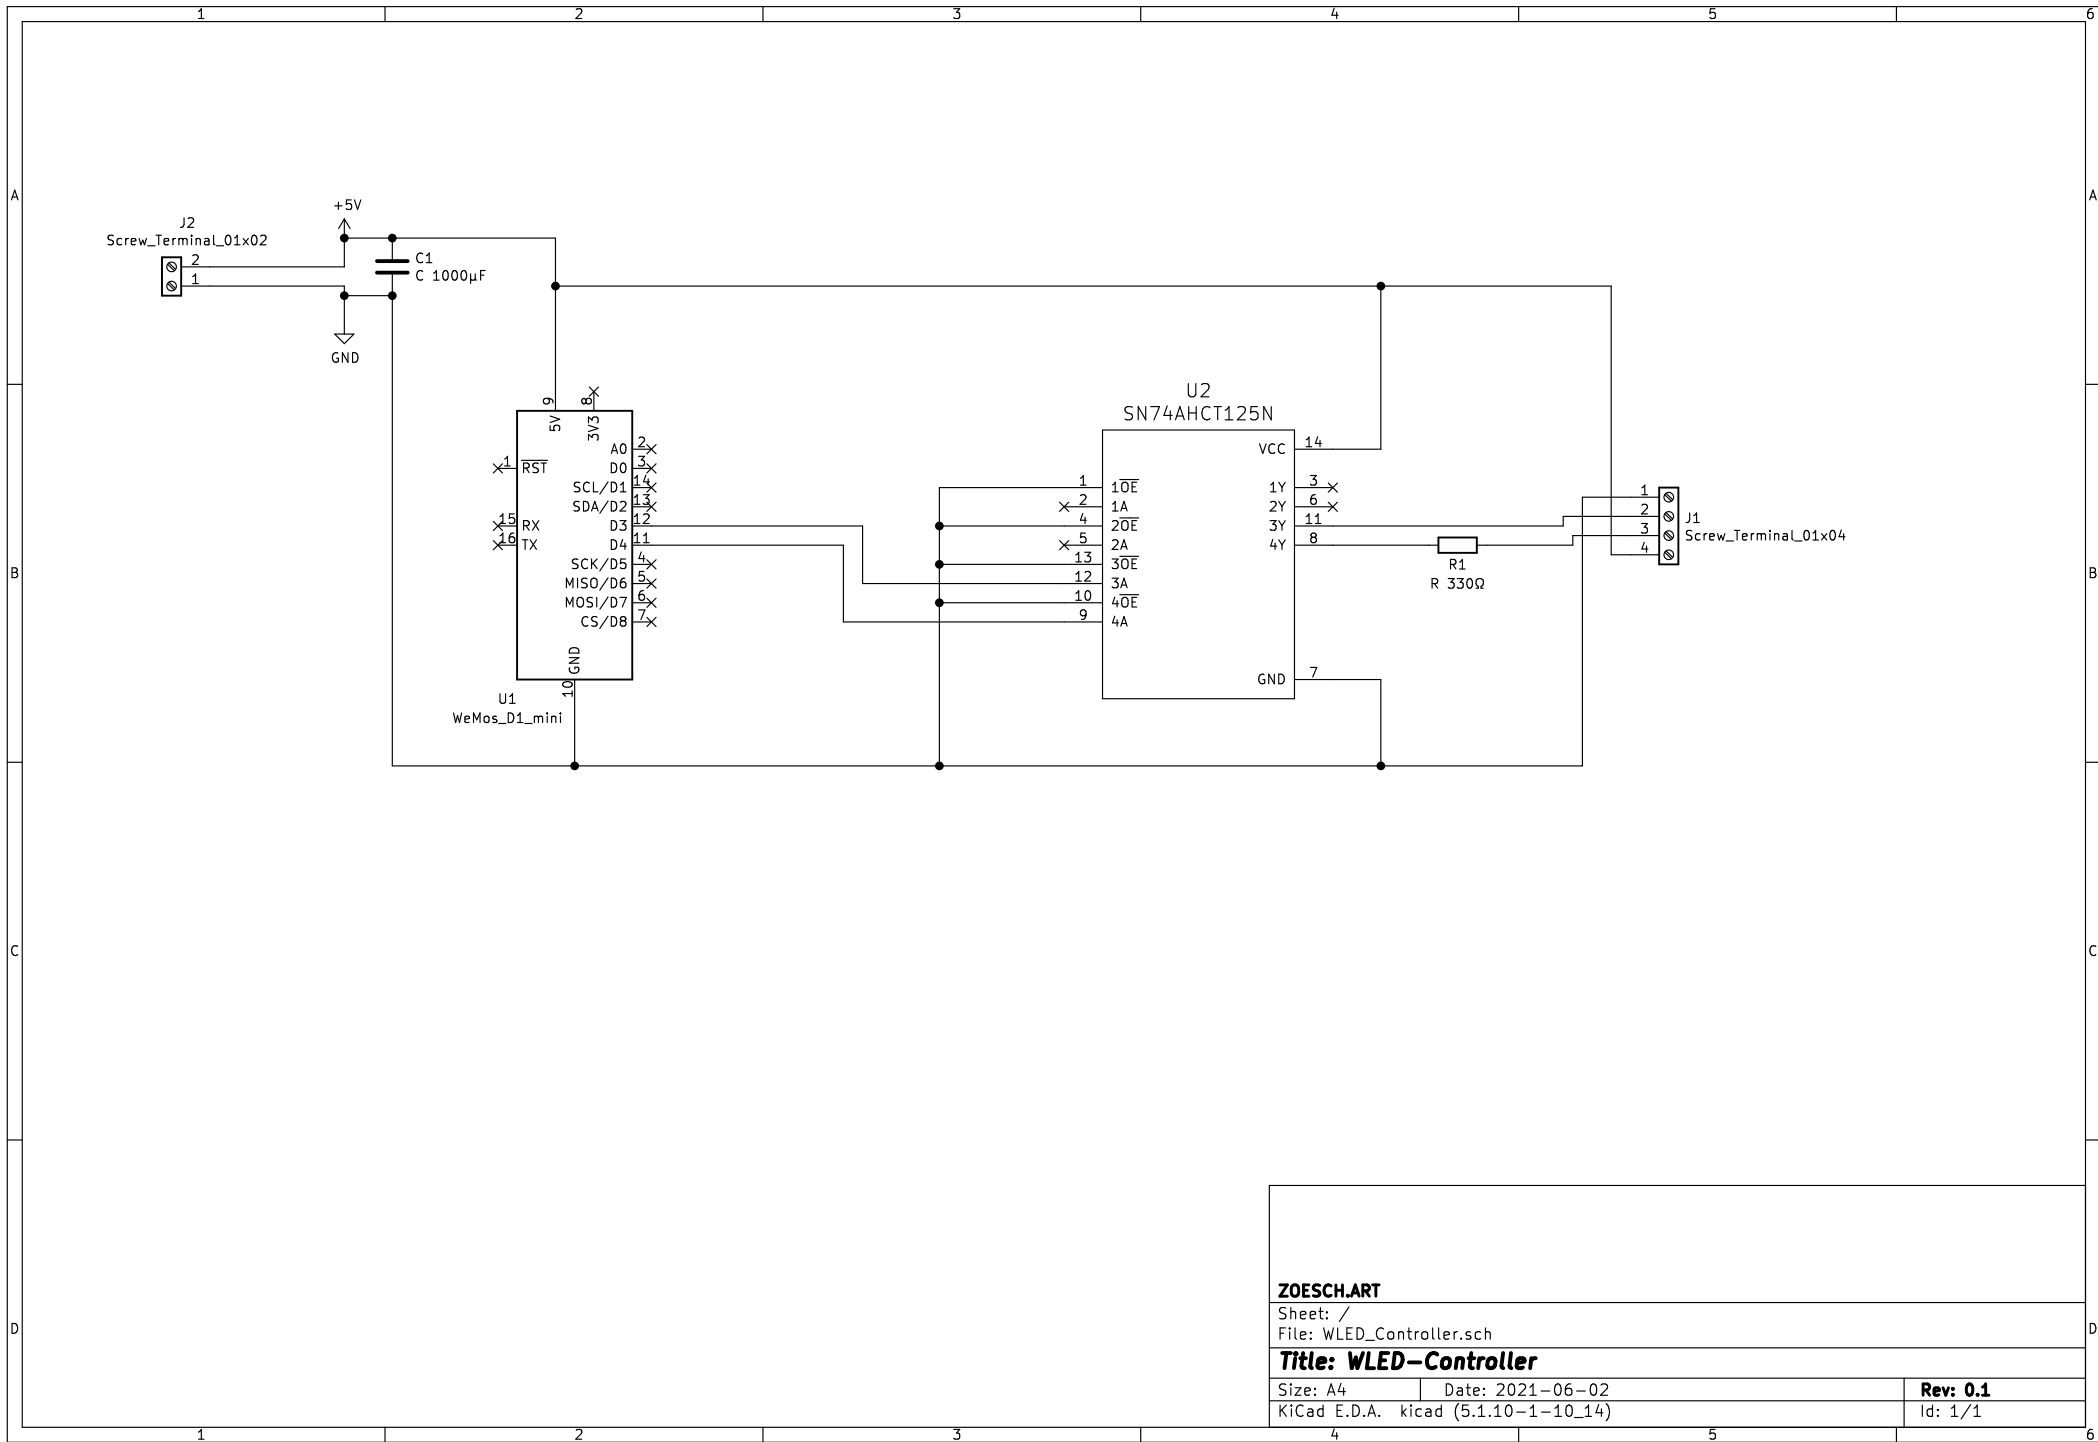 1 2 3 4 5 6
A A
+5V
J2
Screw_Terminal_01x02
2
1
C1
C 1000µF
GND
B B
U1
WeMos_D1_mini
9 5V
8 3V3
1 RST
15 RX
16 TX
A0 2
D0 3
SCL/D1 14
SDA/D2 13
D3 12
D4 11
SCK/D5 4
MISO/D6 5
MOSI/D7 6
CS/D8 7
GND 10
U2
SN74AHCT125N
1 1OE
2 1A
4 2OE
5 2A
13 3OE
12 3A
10 4OE
9 4A
VCC 14
1Y 3
2Y 6
3Y 11
4Y 8
GND 7
R1
R 330Ω
1
2
3
4
J1
Screw_Terminal_01x04
C C
D D
ZOESCH.ART
Sheet: /
File: WLED_Controller.sch
Title: WLED-Controller
Size: A4 Date: 2021-06-02 Rev: 0.1
KiCad E.D.A. kicad (5.1.10-1-10_14) Id: 1/1
1 2 3 4 5 6